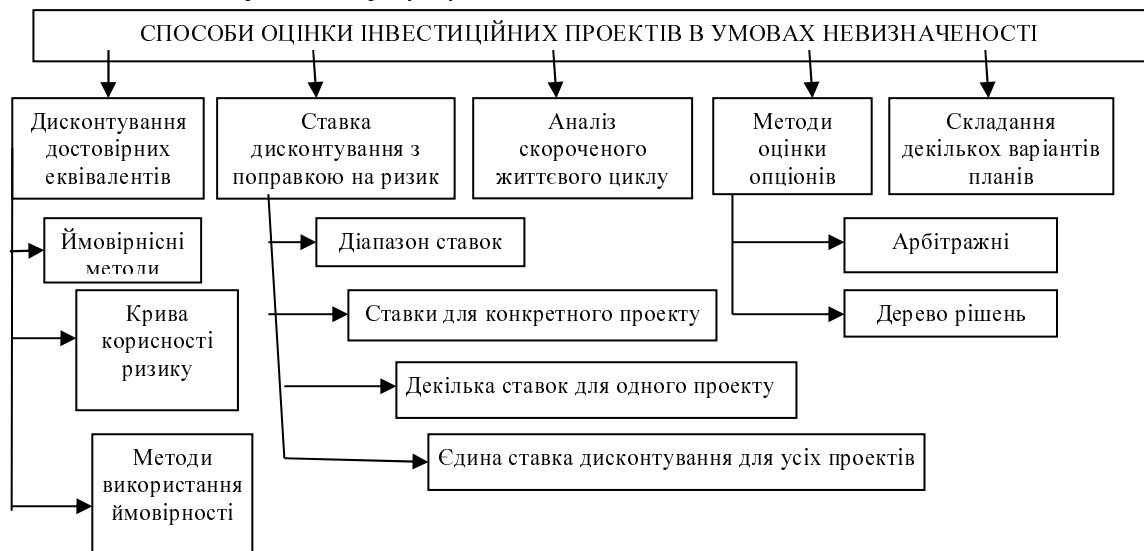 СПОСОБИ ОЦІНКИ ІНВЕСТИЦІЙНИХ ПРОЕКТІВ В УМОВАХ НЕВИЗНАЧЕНОСТІ
Дисконтування
достовірних
еквівалентів
Ставка
дисконтування з
поправкою на ризик
Аналіз
скороченого
життєвого циклу
Методи
оцінки
опціонів
Складання
декількох варіантів
планів
Ймовірнісні
методи
Діапазон ставок
Арбітражні
Крива
корисності
ризику
Ставки для конкретного проекту
Дерево рішень
Декілька ставок для одного проекту
Методи
використання
ймовірності
Єдина ставка дисконтування для усіх проектів